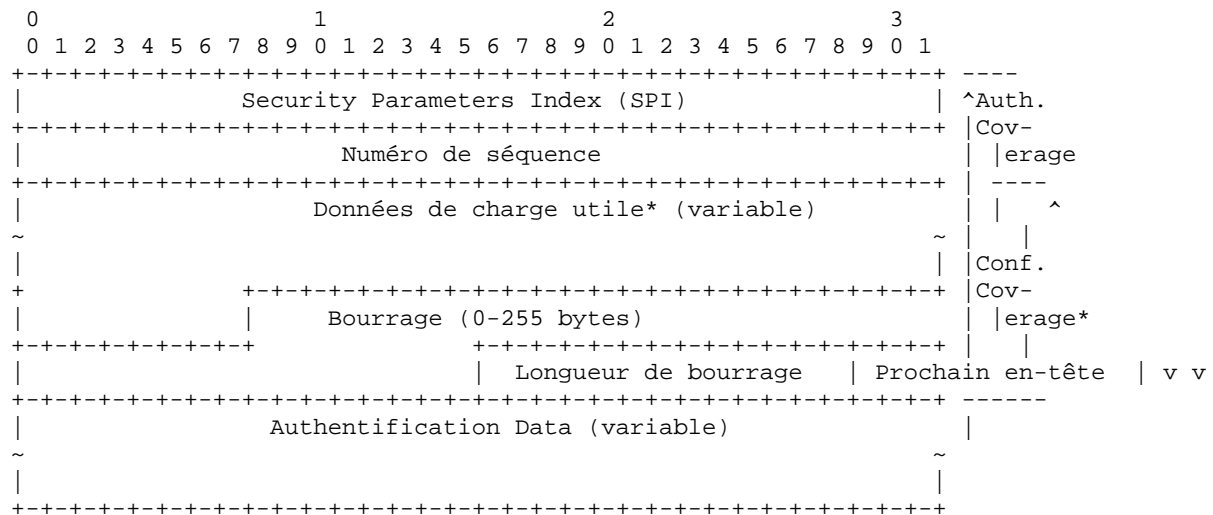 0 1 2 3
0 1 2 3 4 5 6 7 8 9 0 1 2 3 4 5 6 7 8 9 0 1 2 3 4 5 6 7 8 9 0 1
+-+-+-+-+-+-+-+-+-+-+-+-+-+-+-+-+-+-+-+-+-+-+-+-+-+-+-+-+-+-+-+-+ ----
| Security Parameters Index (SPI) | ^Auth.
+-+-+-+-+-+-+-+-+-+-+-+-+-+-+-+-+-+-+-+-+-+-+-+-+-+-+-+-+-+-+-+-+ |Cov-
| Numéro de séquence | |erage
+-+-+-+-+-+-+-+-+-+-+-+-+-+-+-+-+-+-+-+-+-+-+-+-+-+-+-+-+-+-+-+-+ | ----
| Données de charge utile* (variable) | | ^
~ ~ | |
| | |Conf.
+ +-+-+-+-+-+-+-+-+-+-+-+-+-+-+-+-+-+-+-+-+-+-+-+-+ |Cov-
| | Bourrage (0-255 bytes) | |erage*
+-+-+-+-+-+-+-+-+ +-+-+-+-+-+-+-+-+-+-+-+-+-+-+-+-+ | |
| | Longueur de bourrage | Prochain en-tête | v v
+-+-+-+-+-+-+-+-+-+-+-+-+-+-+-+-+-+-+-+-+-+-+-+-+-+-+-+-+-+-+-+-+ ------
| Authentification Data (variable) |
~ ~
| |
+-+-+-+-+-+-+-+-+-+-+-+-+-+-+-+-+-+-+-+-+-+-+-+-+-+-+-+-+-+-+-+-+